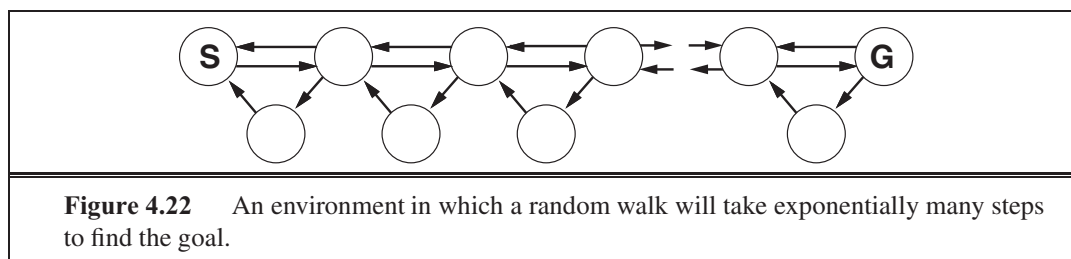 S G
Figure 4.22 An environment in which a random walk will take exponentially many steps
to find the goal.